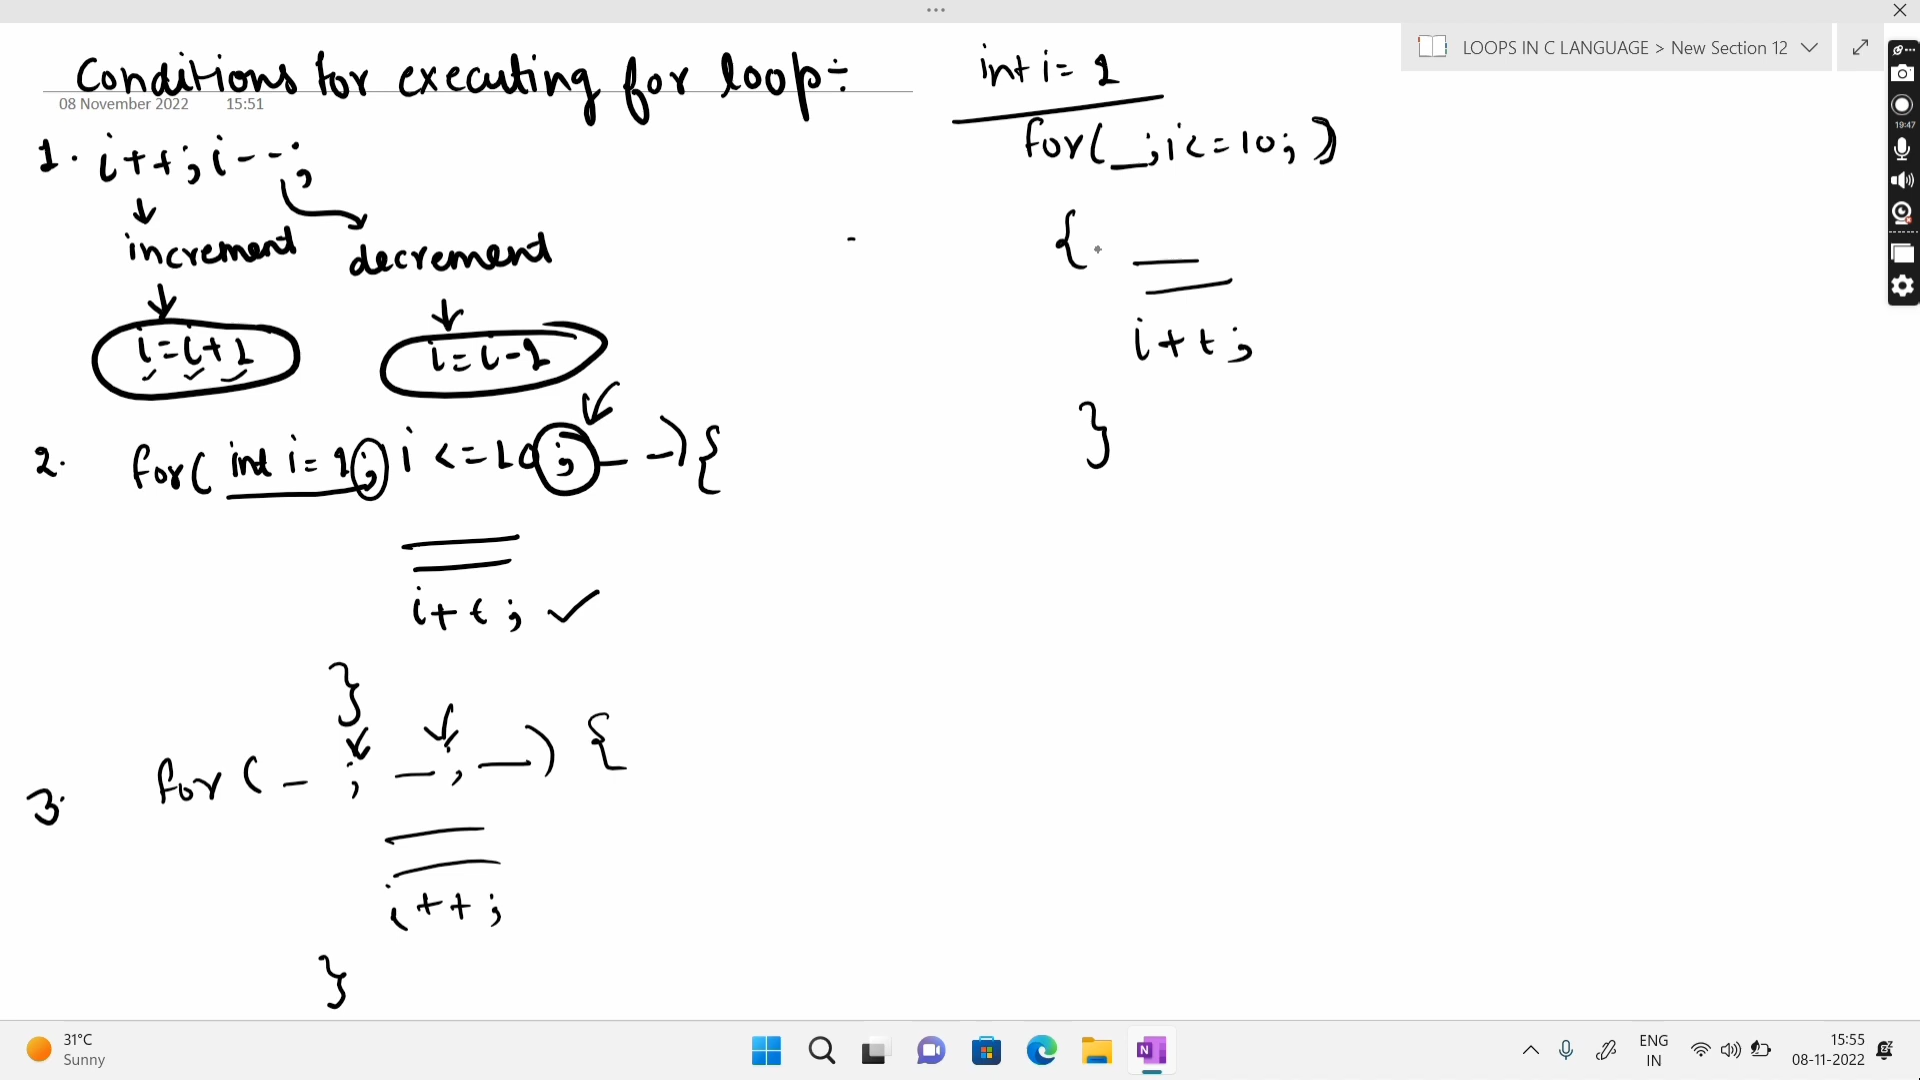 LOOPS IN C LANGUAGE > New Section 12
Conditions for executing for loop:-
08 November 2022 15:51
1. i++; i--;
increment decrement
i=i+1 i=i-1
2. for( int i=1; i<=10; _ _){
i++; ✓
}
3. for( _ ; _ ; _ ) {
i++;
}
int i=1
for(_; i<=10; )
{
i++;
}
19:47
31°C
Sunny
ENG
IN
15:55
08-11-2022